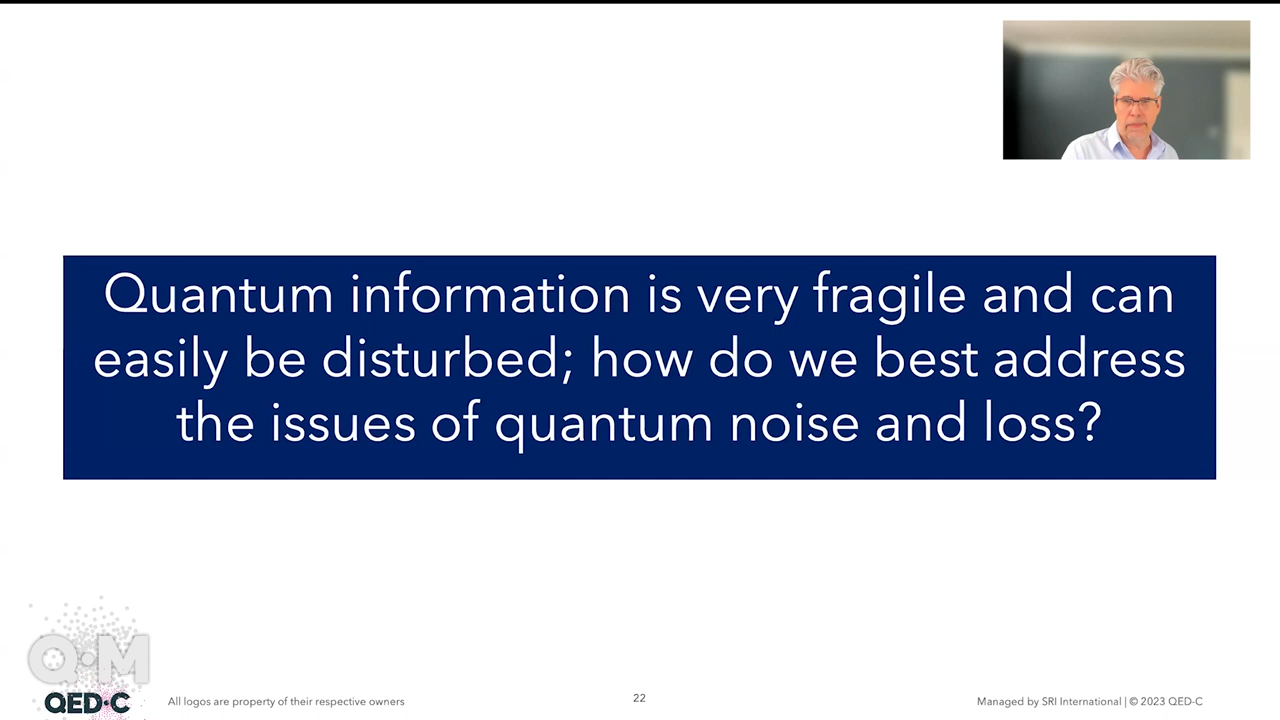 Quantum information is very fragile and can
easily be disturbed; how do we best address
the issues of quantum noise and loss?
Q·M
QED·C
All logos are property of their respective owners
22
Managed by SRI International | © 2023 QED-C